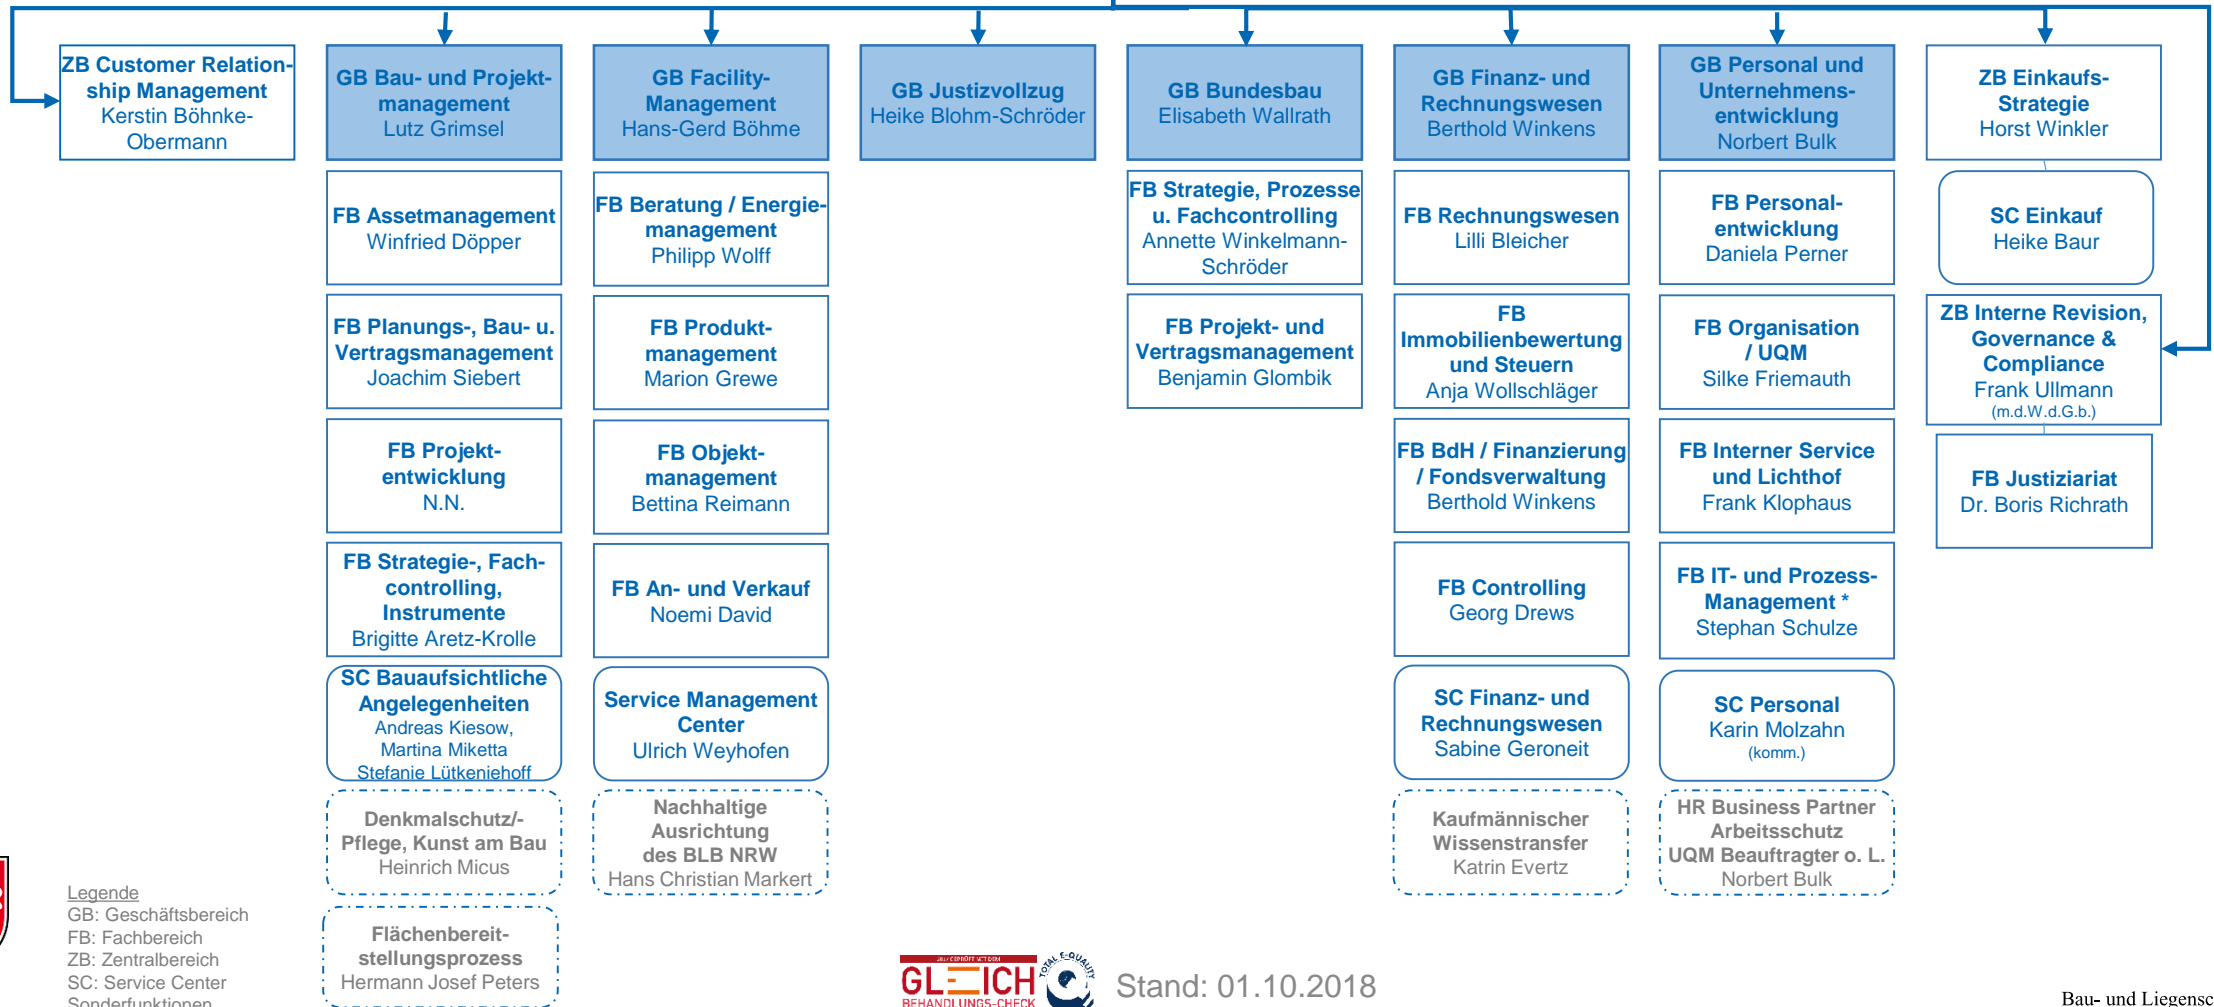 ZB Customer Relation-
ship Management
Kerstin Böhnke-
Obermann
GB Bau- und Projekt-
management
Lutz Grimsel
FB Assetmanagement
Winfried Döpper
FB Planungs-, Bau- u.
Vertragsmanagement
Joachim Siebert
FB Projekt-
entwicklung
N.N.
FB Strategie-, Fach-
controlling,
Instrumente
Brigitte Aretz-Krolle
SC Bauaufsichtliche
Angelegenheiten
Andreas Kiesow,
Martina Miketta
Stefanie Lütkeniehoff
Denkmalschutz/-
Pflege, Kunst am Bau
Heinrich Micus
Flächenbereit-
stellungsprozess
Hermann Josef Peters
GB Facility-
Management
Hans-Gerd Böhme
FB Beratung / Energie-
management
Philipp Wolff
FB Produkt-
management
Marion Grewe
FB Objekt-
management
Bettina Reimann
FB An- und Verkauf
Noemi David
Service Management
Center
Ulrich Weyhofen
Nachhaltige
Ausrichtung
des BLB NRW
Hans Christian Markert
GB Justizvollzug
Heike Blohm-Schröder
GB Bundesbau
Elisabeth Wallrath
FB Strategie, Prozesse
u. Fachcontrolling
Annette Winkelmann-
Schröder
FB Projekt- und
Vertragsmanagement
Benjamin Glombik
GB Finanz- und
Rechnungswesen
Berthold Winkens
FB Rechnungswesen
Lilli Bleicher
FB
Immobilienbewertung
und Steuern
Anja Wollschläger
FB BdH / Finanzierung
/ Fondsverwaltung
Berthold Winkens
FB Controlling
Georg Drews
SC Finanz- und
Rechnungswesen
Sabine Geroneit
Kaufmännischer
Wissenstransfer
Katrin Evertz
GB Personal und
Unternehmens-
entwicklung
Norbert Bulk
FB Personal-
entwicklung
Daniela Perner
FB Organisation
/ UQM
Silke Friemauth
FB Interner Service
und Lichthof
Frank Klophaus
FB IT- und Prozess-
Management *
Stephan Schulze
SC Personal
Karin Molzahn
(komm.)
HR Business Partner
Arbeitsschutz
UQM Beauftragter o. L.
Norbert Bulk
ZB Einkaufs-
Strategie
Horst Winkler
SC Einkauf
Heike Baur
ZB Interne Revision,
Governance &
Compliance
Frank Ullmann
(m.d.W.d.G.b.)
FB Justiziariat
Dr. Boris Richrath
Legende
GB: Geschäftsbereich
FB: Fachbereich
ZB: Zentralbereich
SC: Service Center
Sonderfunktionen
GLEICH
BEHANDLUNGS-CHECK
TOTAL E-QUALITY
Stand: 01.10.2018
Bau- und Liegensc